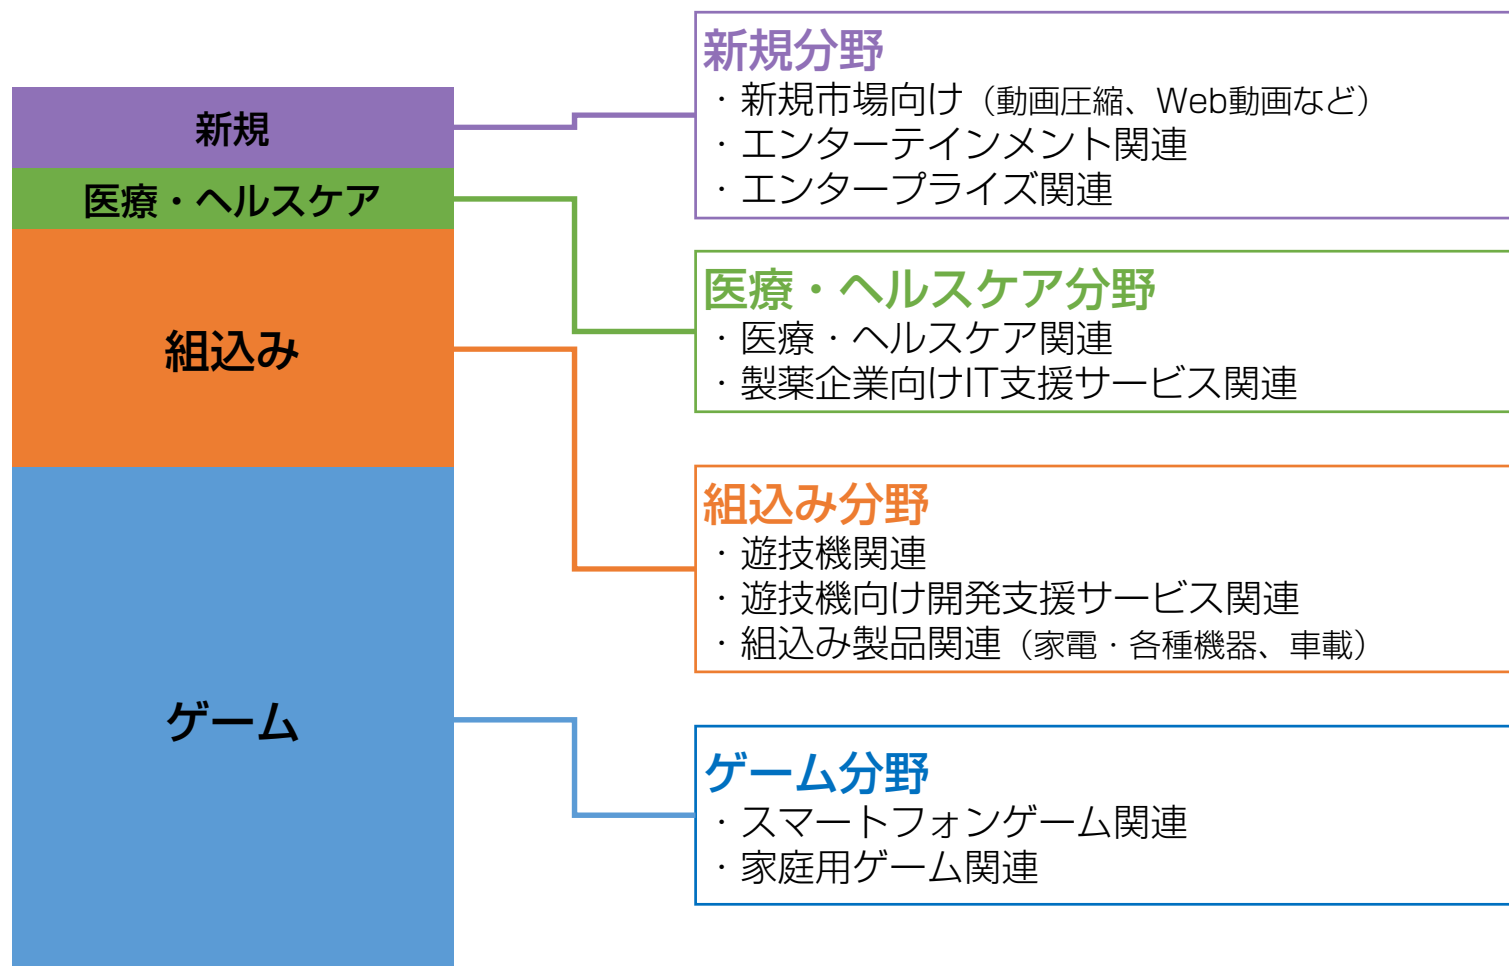 新規
医療・ヘルスケア
組込み
ゲーム
新規分野
・新規市場向け（動画圧縮、Web動画など）
・エンターテインメント関連
・エンタープライズ関連
医療・ヘルスケア分野
・医療・ヘルスケア関連
・製薬企業向けIT支援サービス関連
組込み分野
・遊技機関連
・遊技機向け開発支援サービス関連
・組込み製品関連（家電・各種機器、車載）
ゲーム分野
・スマートフォンゲーム関連
・家庭用ゲーム関連